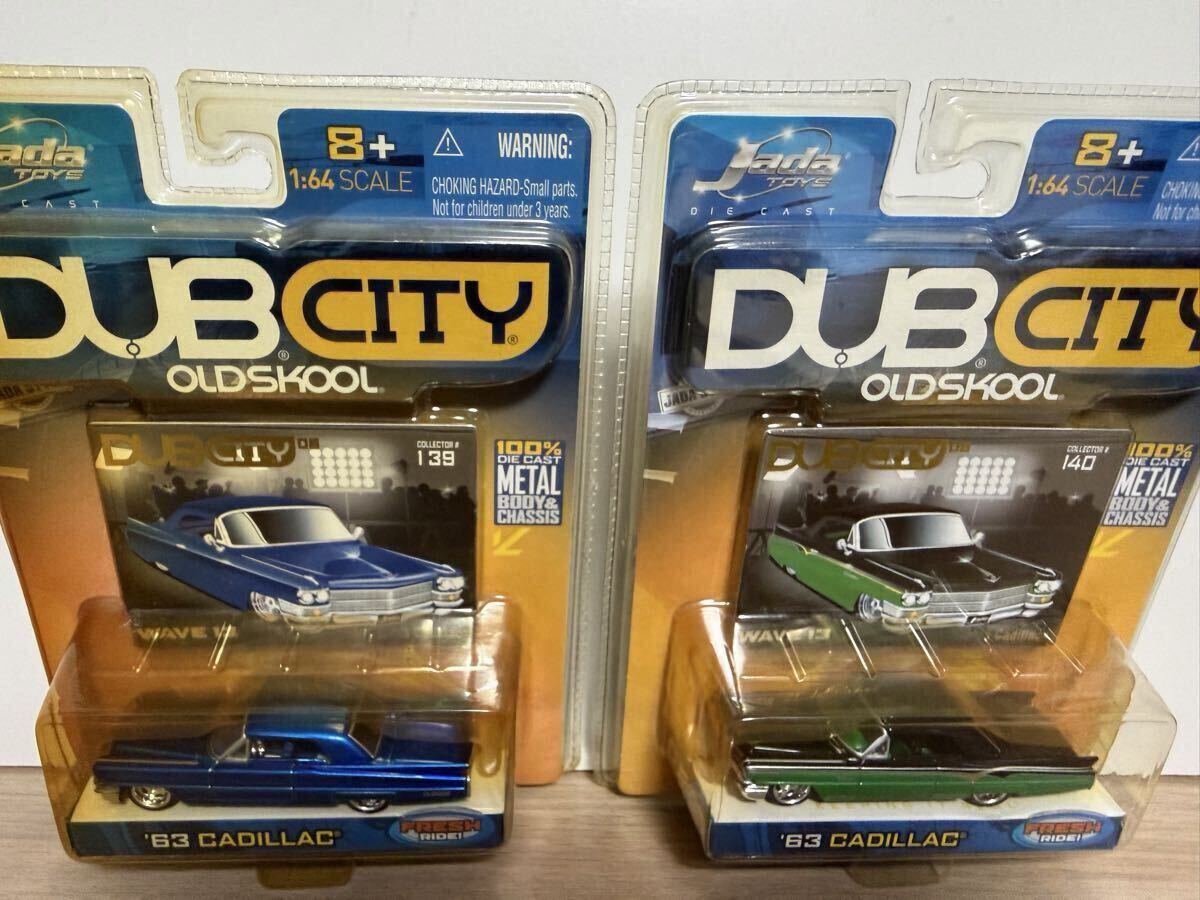 ada
TOYS
CAST
8+
1:64 SCALE
WARNING:
CHOKING HAZARD-Small parts.
Not for children under 3 years.
DUB CITY®
OLDSKOOL
DUB CITY
COLLECTOR #
139
100%
DIE CAST
METAL
BODY &
CHASSIS
WAVE
'63 CADILLAC
FRESH
RIDE!
Jada
TOYS
DIE CAST
8+
1:64 SCALE
DUB CITY
OLDSKOOL
JADA
DUB CITY
COLLECTOR #
140
100%
DIE CAST
METAL
BODY &
CHASSIS
WAVE 13
'63 CADILLAC
FRESH
RIDE!